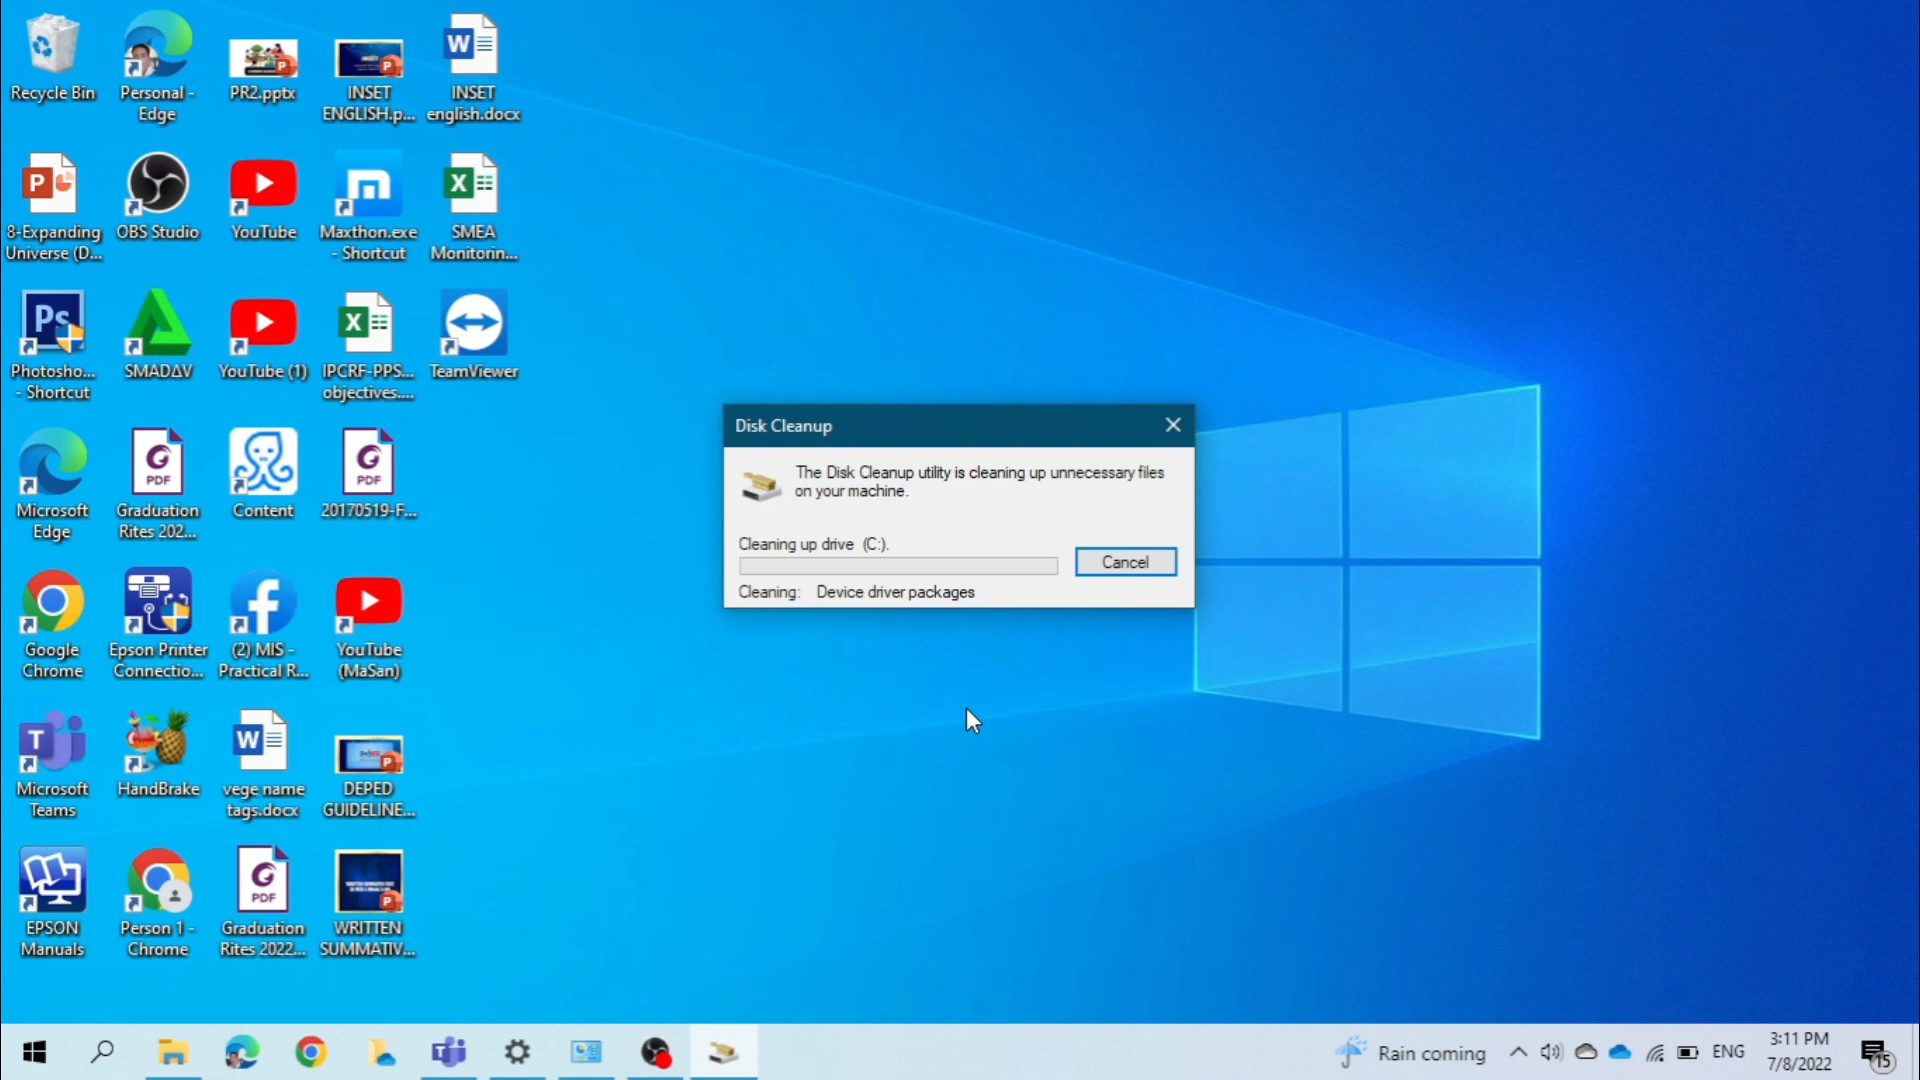 Recycle Bin
Personal -
Edge
PR2.pptx
INSET
ENGLISH.p...
INSET
english.docx
8-Expanding
Universe (D...
OBS Studio
YouTube
Maxthon.exe
- Shortcut
SMEA
Monitorin...
Photosho...
- Shortcut
SMADAV
YouTube (1)
IPCRF-PPS...
objectives....
TeamViewer
Microsoft
Edge
Graduation
Rites 202...
Content
20170519-F...
Google
Chrome
Epson Printer
Connectio...
(2) MIS -
Practical R...
YouTube
(MaSan)
Microsoft
Teams
HandBrake
vege name
tags.docx
DEPED
GUIDELINE...
EPSON
Manuals
Person 1 -
Chrome
Graduation
Rites 2022...
WRITTEN
SUMMATIV...
Disk Cleanup
The Disk Cleanup utility is cleaning up unnecessary files
on your machine.
Cleaning up drive (C:).
Cancel
Cleaning: Device driver packages
Rain coming
ENG
3:11 PM
7/8/2022
15